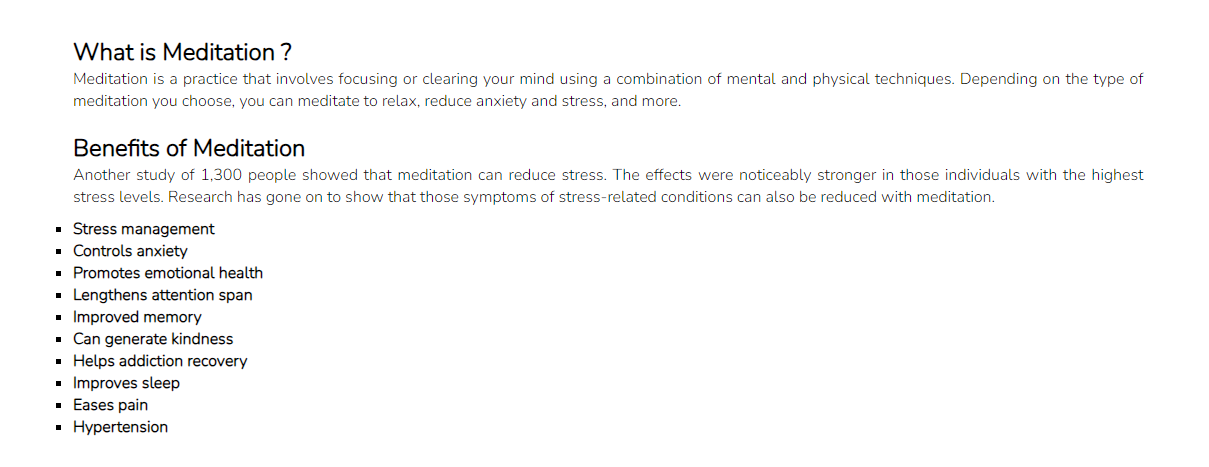 What is Meditation ?
Meditation is a practice that involves focusing or clearing your mind using a combination of mental and physical techniques. Depending on the type of
meditation you choose, you can meditate to relax, reduce anxiety and stress, and more.
Benefits of Meditation
Another study of 1,300 people showed that meditation can reduce stress. The effects were noticeably stronger in those individuals with the highest
stress levels. Research has gone on to show that those symptoms of stress-related conditions can also be reduced with meditation.
▪ Stress management
▪ Controls anxiety
▪ Promotes emotional health
▪ Lengthens attention span
▪ Improved memory
▪ Can generate kindness
▪ Helps addiction recovery
▪ Improves sleep
▪ Eases pain
▪ Hypertension